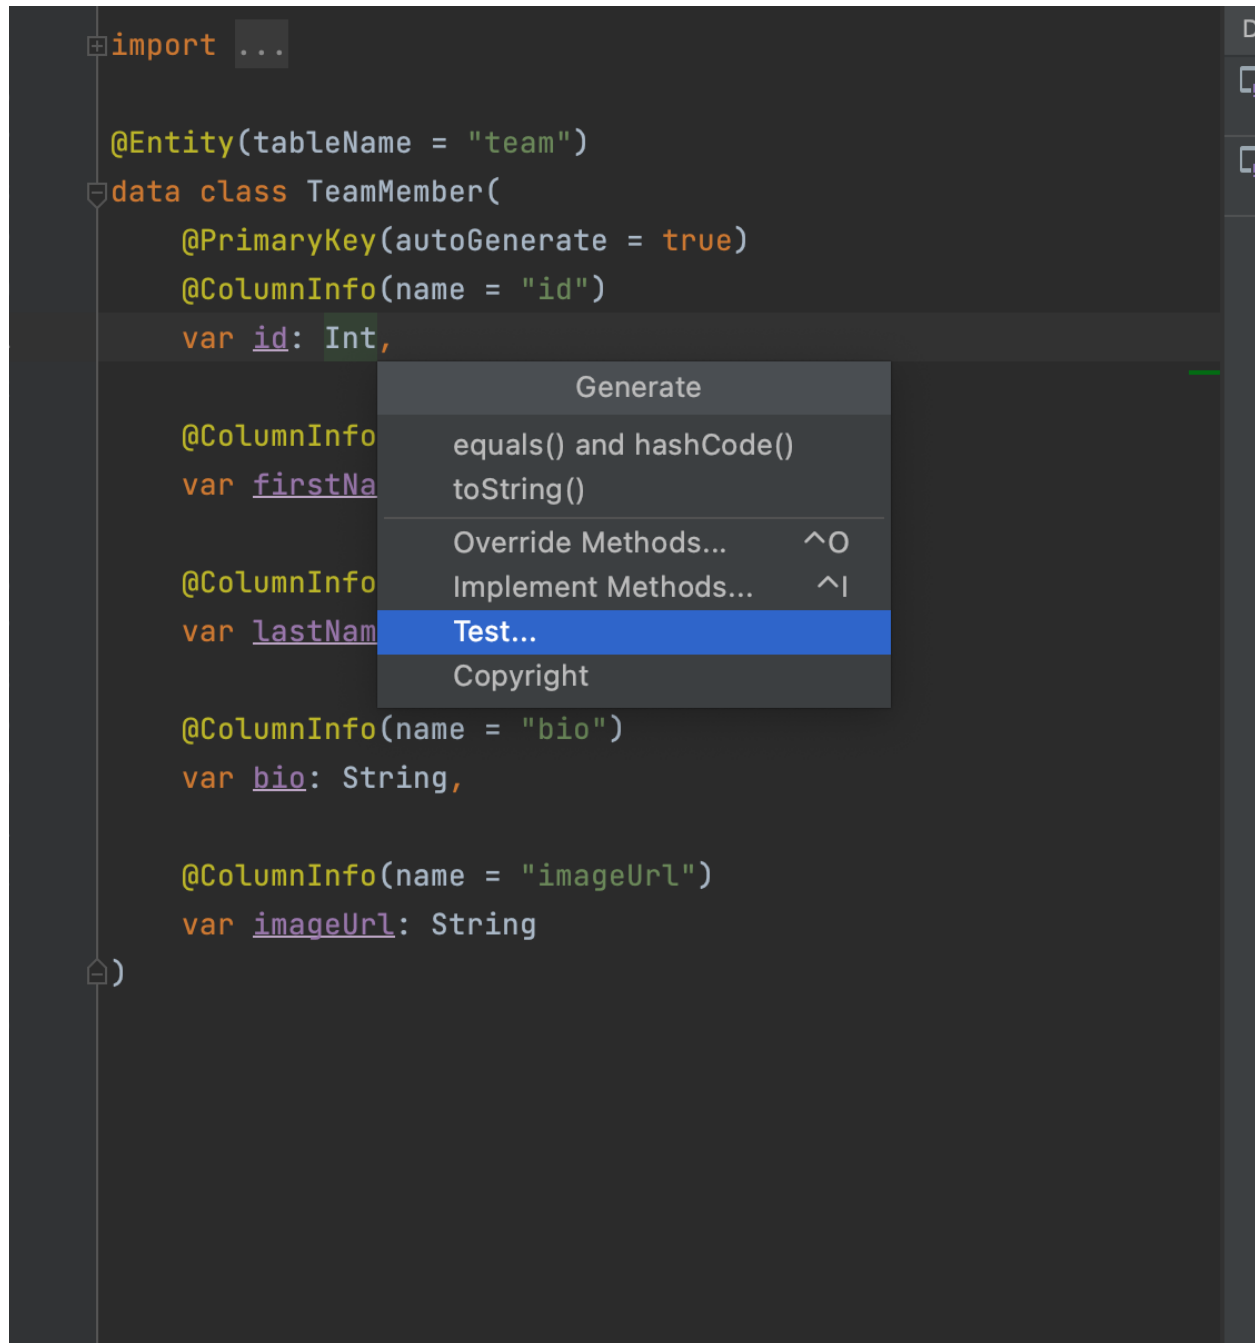 import ...
@Entity(tableName = "team")
data class TeamMember(
@PrimaryKey(autoGenerate = true)
@ColumnInfo(name = "id")
var id: Int,
Generate
equals() and hashCode()
toString()
Override Methods... ^O
Implement Methods... ^I
Test...
Copyright
@ColumnInfo
var firstNa
@ColumnInfo
var lastNam
@ColumnInfo(name = "bio")
var bio: String,
@ColumnInfo(name = "imageUrl")
var imageUrl: String
)